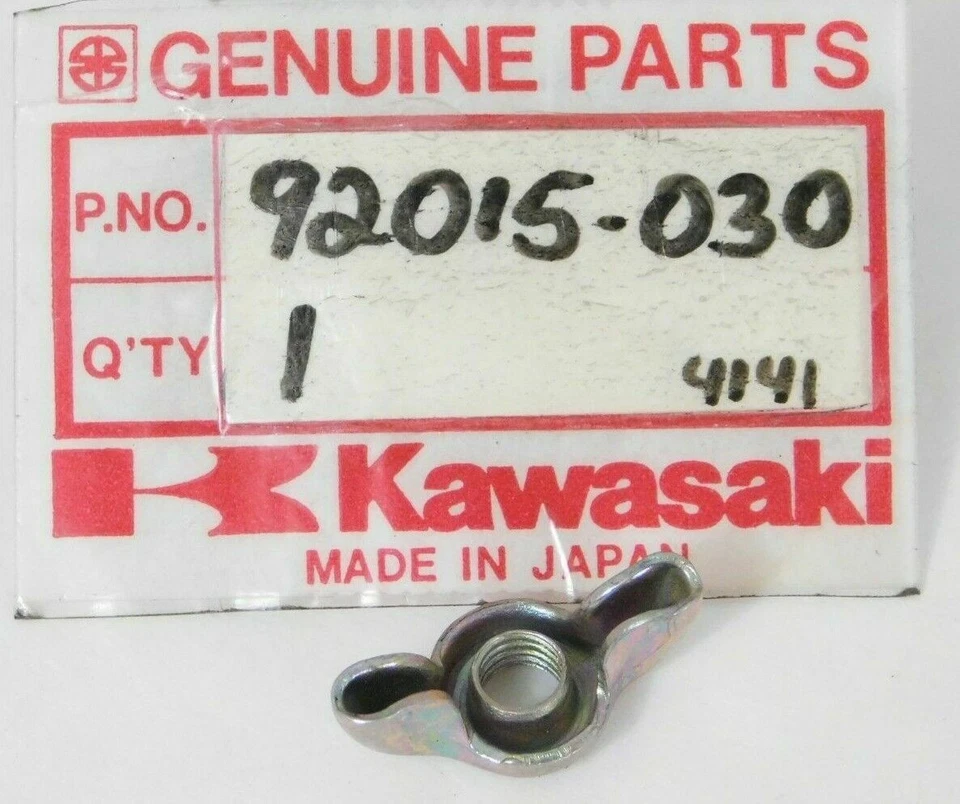 GENUINE PARTS
P.NO. 92015-030
Q'TY 1
4141
Kawasaki
MADE IN JAPAN